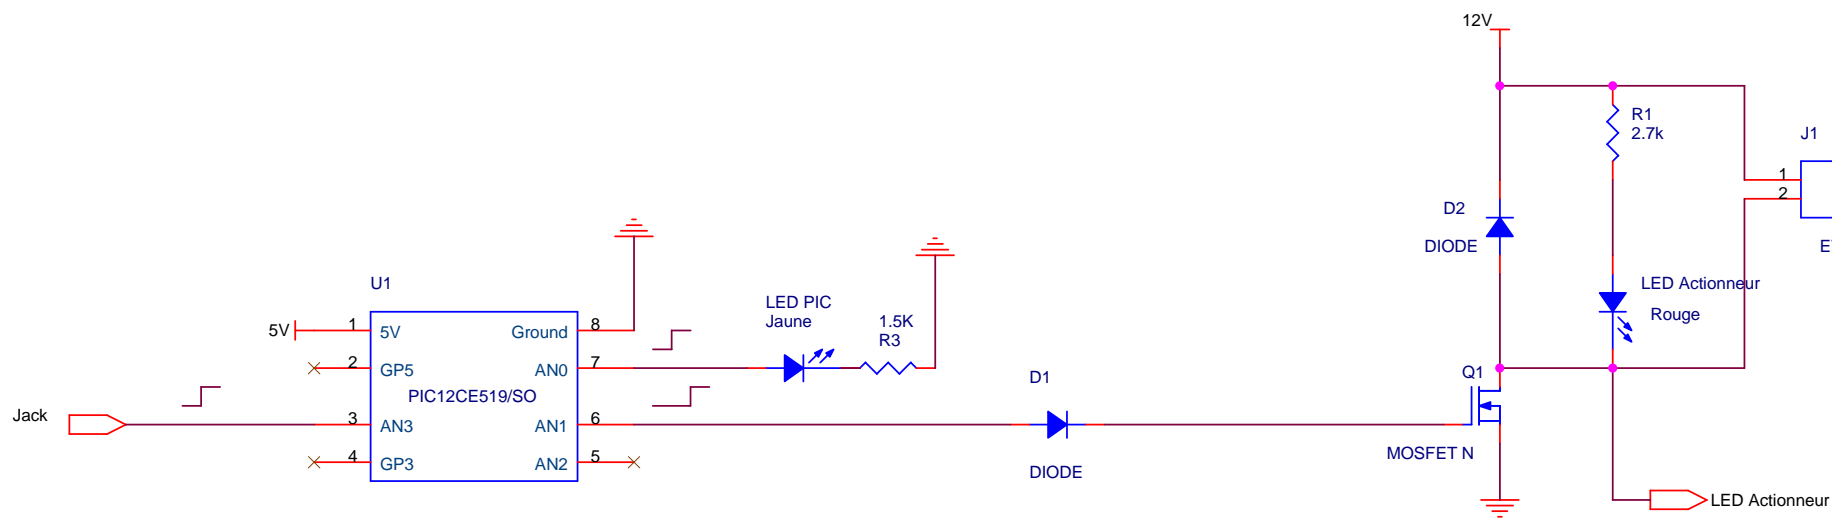 12V
R1
2.7k
J1
1
2
D2
DIODE
U1
LED PIC
Jaune
1.5K
R3
LED Actionneur
Rouge
5V
1
5V
Ground
8
2
GP5
AN0
7
PIC12CE519/SO
D1
Q1
Jack
3
AN3
AN1
6
MOSFET N
4
GP3
AN2
5
DIODE
LED Actionneur